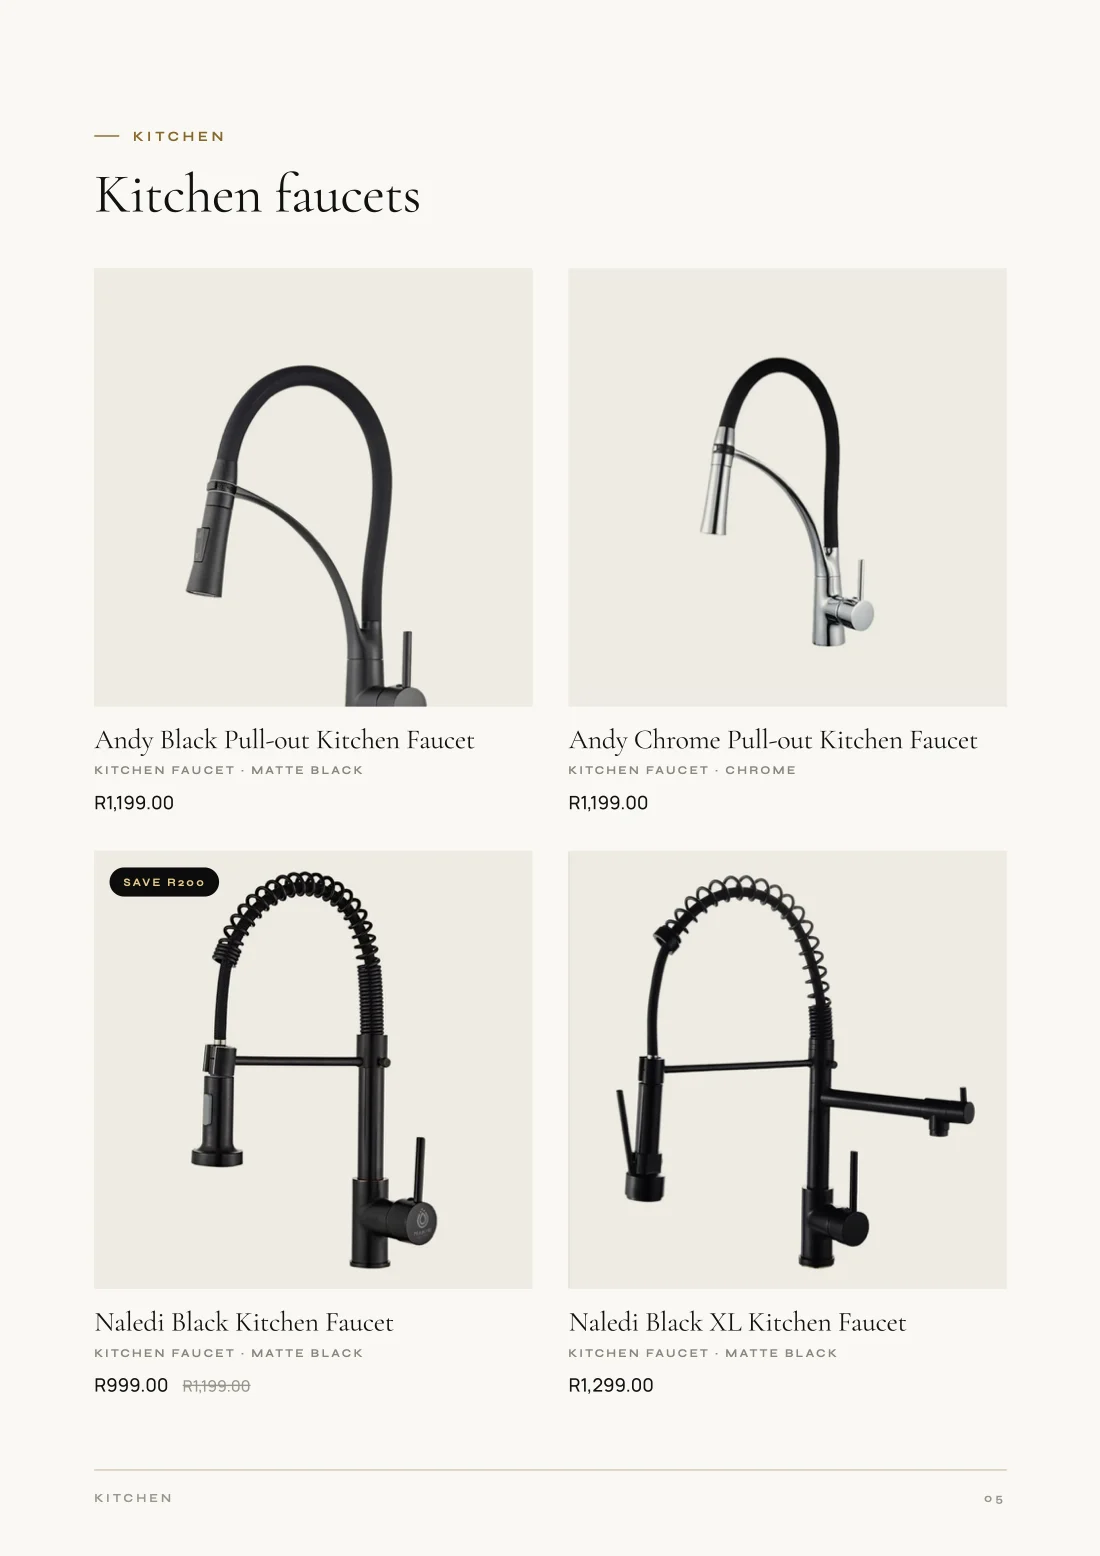 KITCHEN
Kitchen faucets
Andy Black Pull-out Kitchen Faucet
KITCHEN FAUCET · MATTE BLACK
R1,199.00
Andy Chrome Pull-out Kitchen Faucet
KITCHEN FAUCET · CHROME
R1,199.00
SAVE R200
Naledi Black Kitchen Faucet
KITCHEN FAUCET · MATTE BLACK
R999.00 R1,199.00
Naledi Black XL Kitchen Faucet
KITCHEN FAUCET · MATTE BLACK
R1,299.00
KITCHEN
05